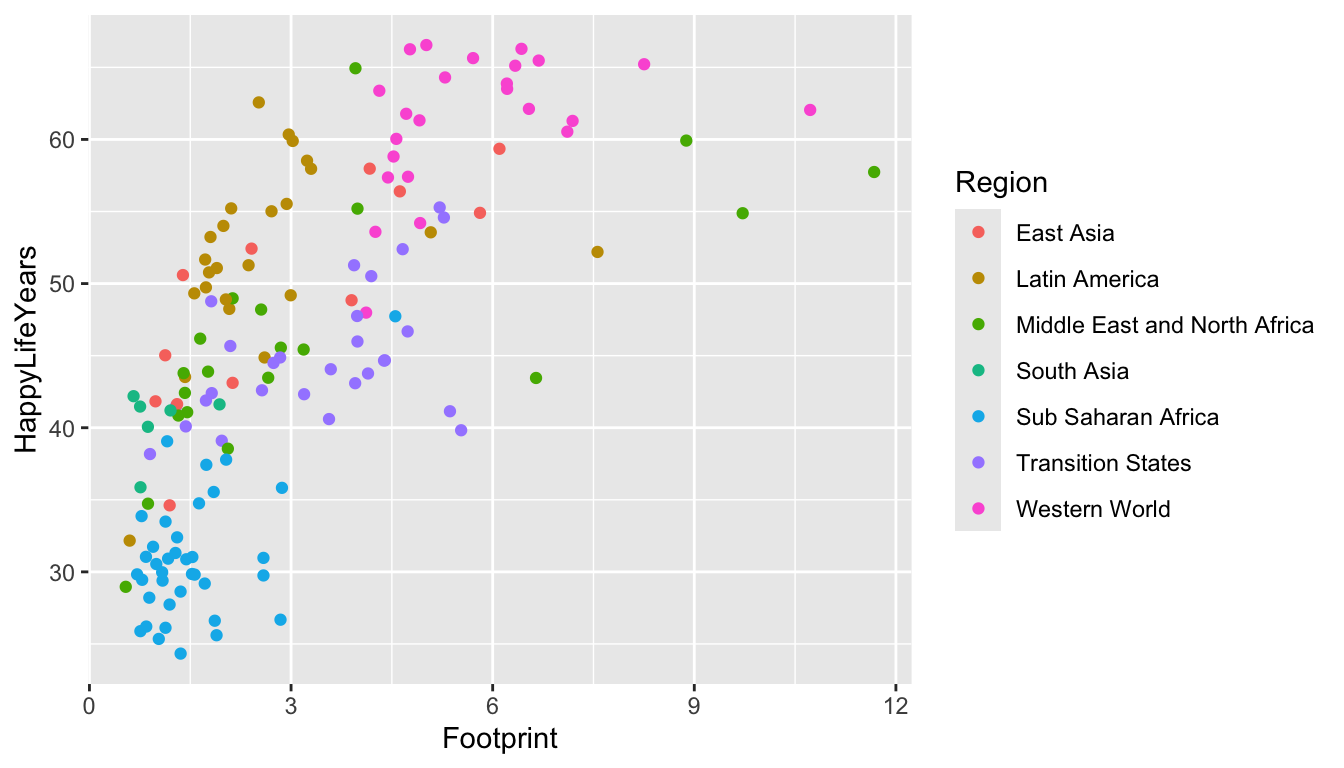 HappyLifeYears
60
50
40
30
0 3 6 9 12
Footprint
Region
East Asia
Latin America
Middle East and North Africa
South Asia
Sub Saharan Africa
Transition States
Western World